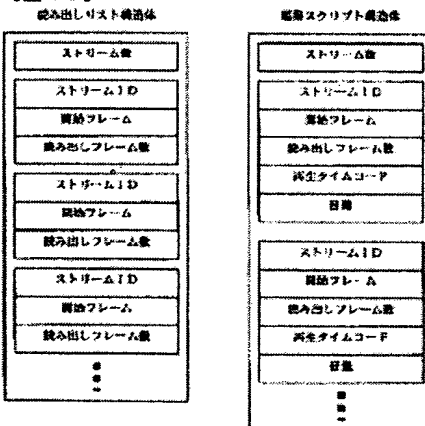 読み出しリスト構造体
ストリーム数
ストリームID
開始フレーム
読み出しフレーム数
ストリームID
開始フレーム
読み出しフレーム数
ストリームID
開始フレーム
読み出しフレーム数
編集スクリプト構造体
ストリーム数
ストリームID
開始フレーム
読み出しフレーム数
再生タイムコード
音量
ストリームID
開始フレーム
読み出しフレーム数
再生タイムコード
音量